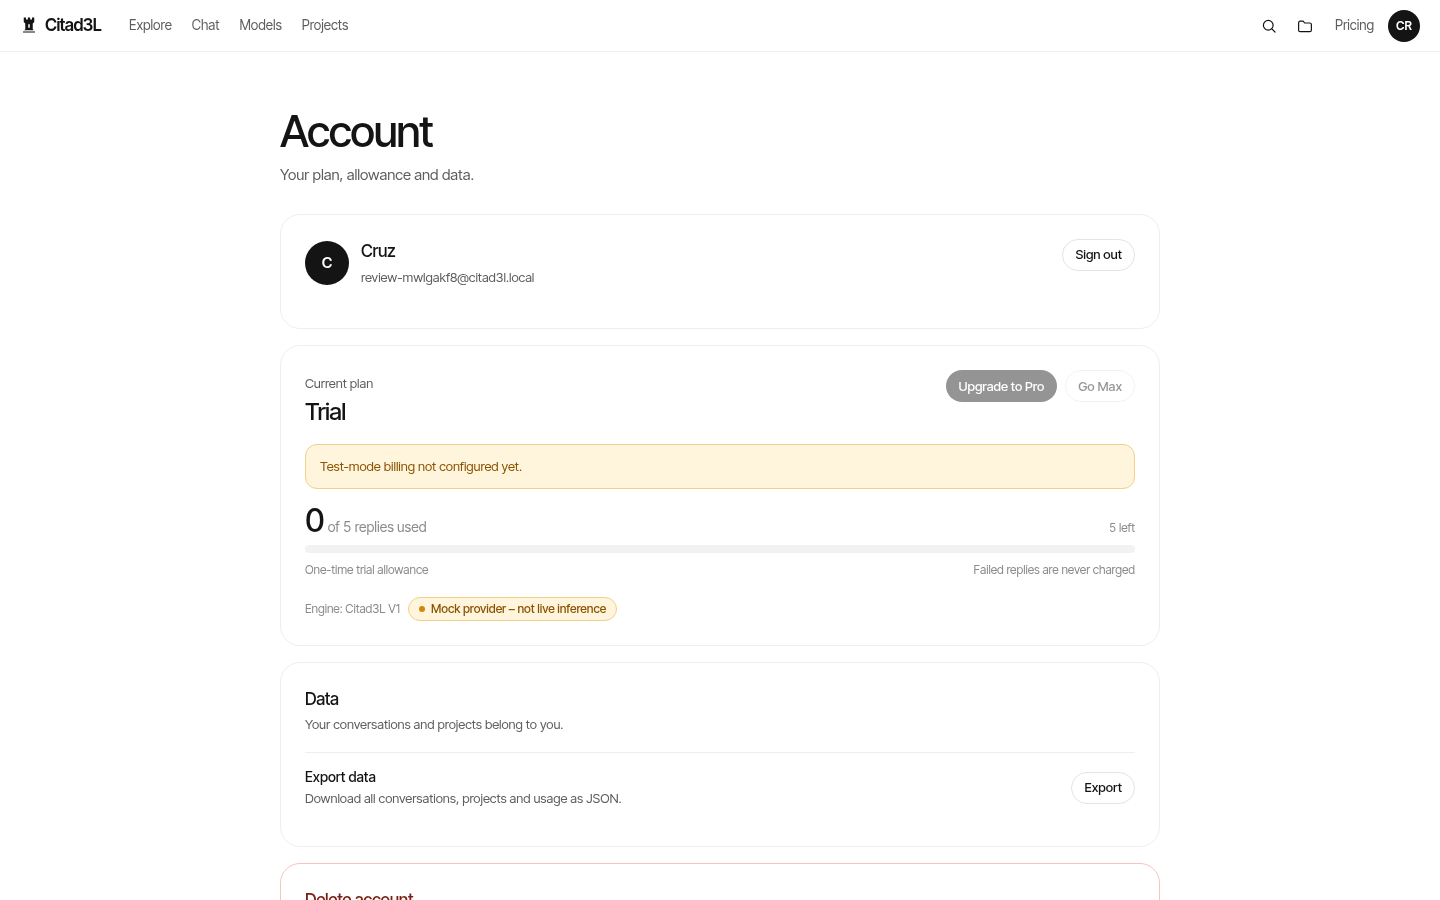 Citad3L
Explore
Chat
Models
Projects
Pricing
CR
Account
Your plan, allowance and data.
C
Cruz
review-mwlgakf8@citad3l.local
Sign out
Current plan
Trial
Upgrade to Pro
Go Max
Test-mode billing not configured yet.
0 of 5 replies used
5 left
One-time trial allowance
Failed replies are never charged
Engine: Citad3L V1
Mock provider – not live inference
Data
Your conversations and projects belong to you.
Export data
Download all conversations, projects and usage as JSON.
Export
Delete account